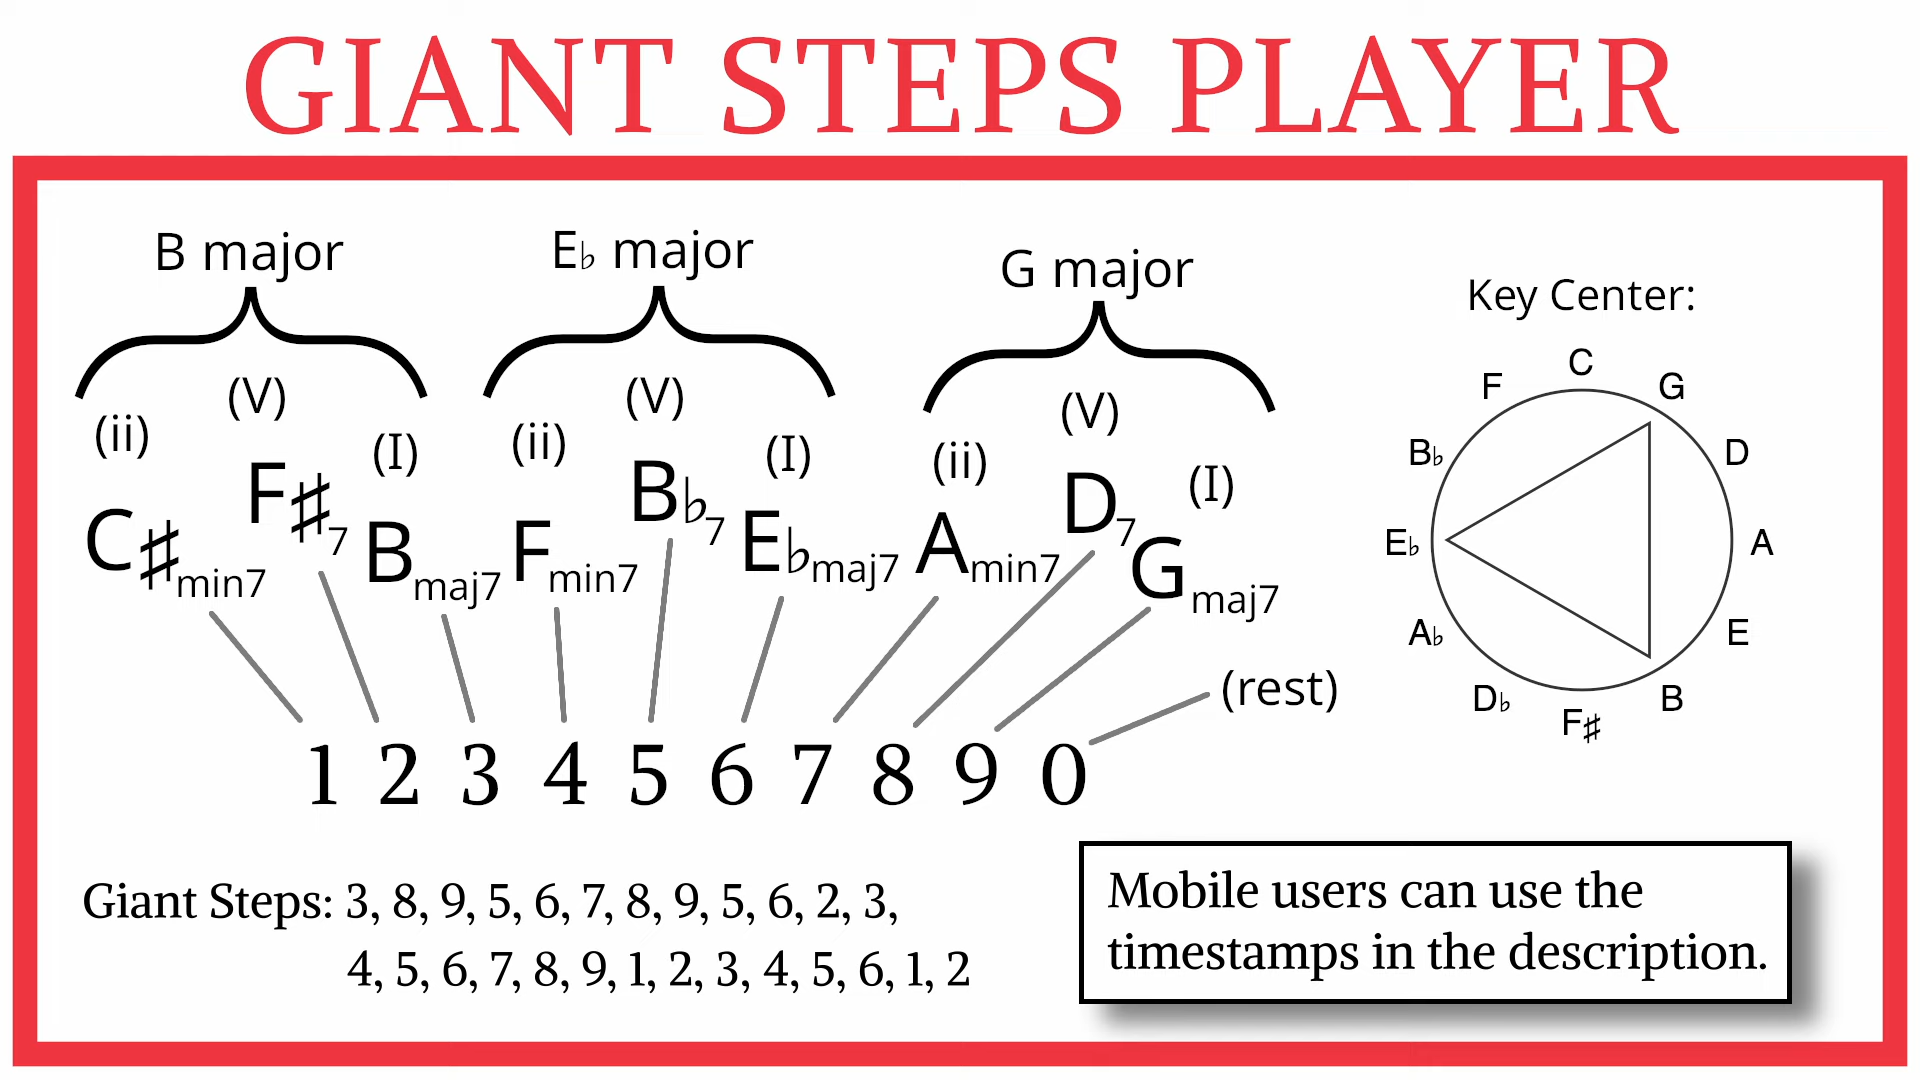 GIANT STEPS PLAYER
B major
E♭ major
G major
Key Center:
(ii) (V) (I) (ii) (V) (I) (ii) (V) (I)
C♯min7 F♯7 Bmaj7 Fmin7 B♭7 E♭maj7 Amin7 D7 Gmaj7
C
F G
B♭ D
E♭ A
A♭ E
D♭ B
F♯
(rest)
1 2 3 4 5 6 7 8 9 0
Giant Steps: 3, 8, 9, 5, 6, 7, 8, 9, 5, 6, 2, 3,
4, 5, 6, 7, 8, 9, 1, 2, 3, 4, 5, 6, 1, 2
Mobile users can use the
timestamps in the description.